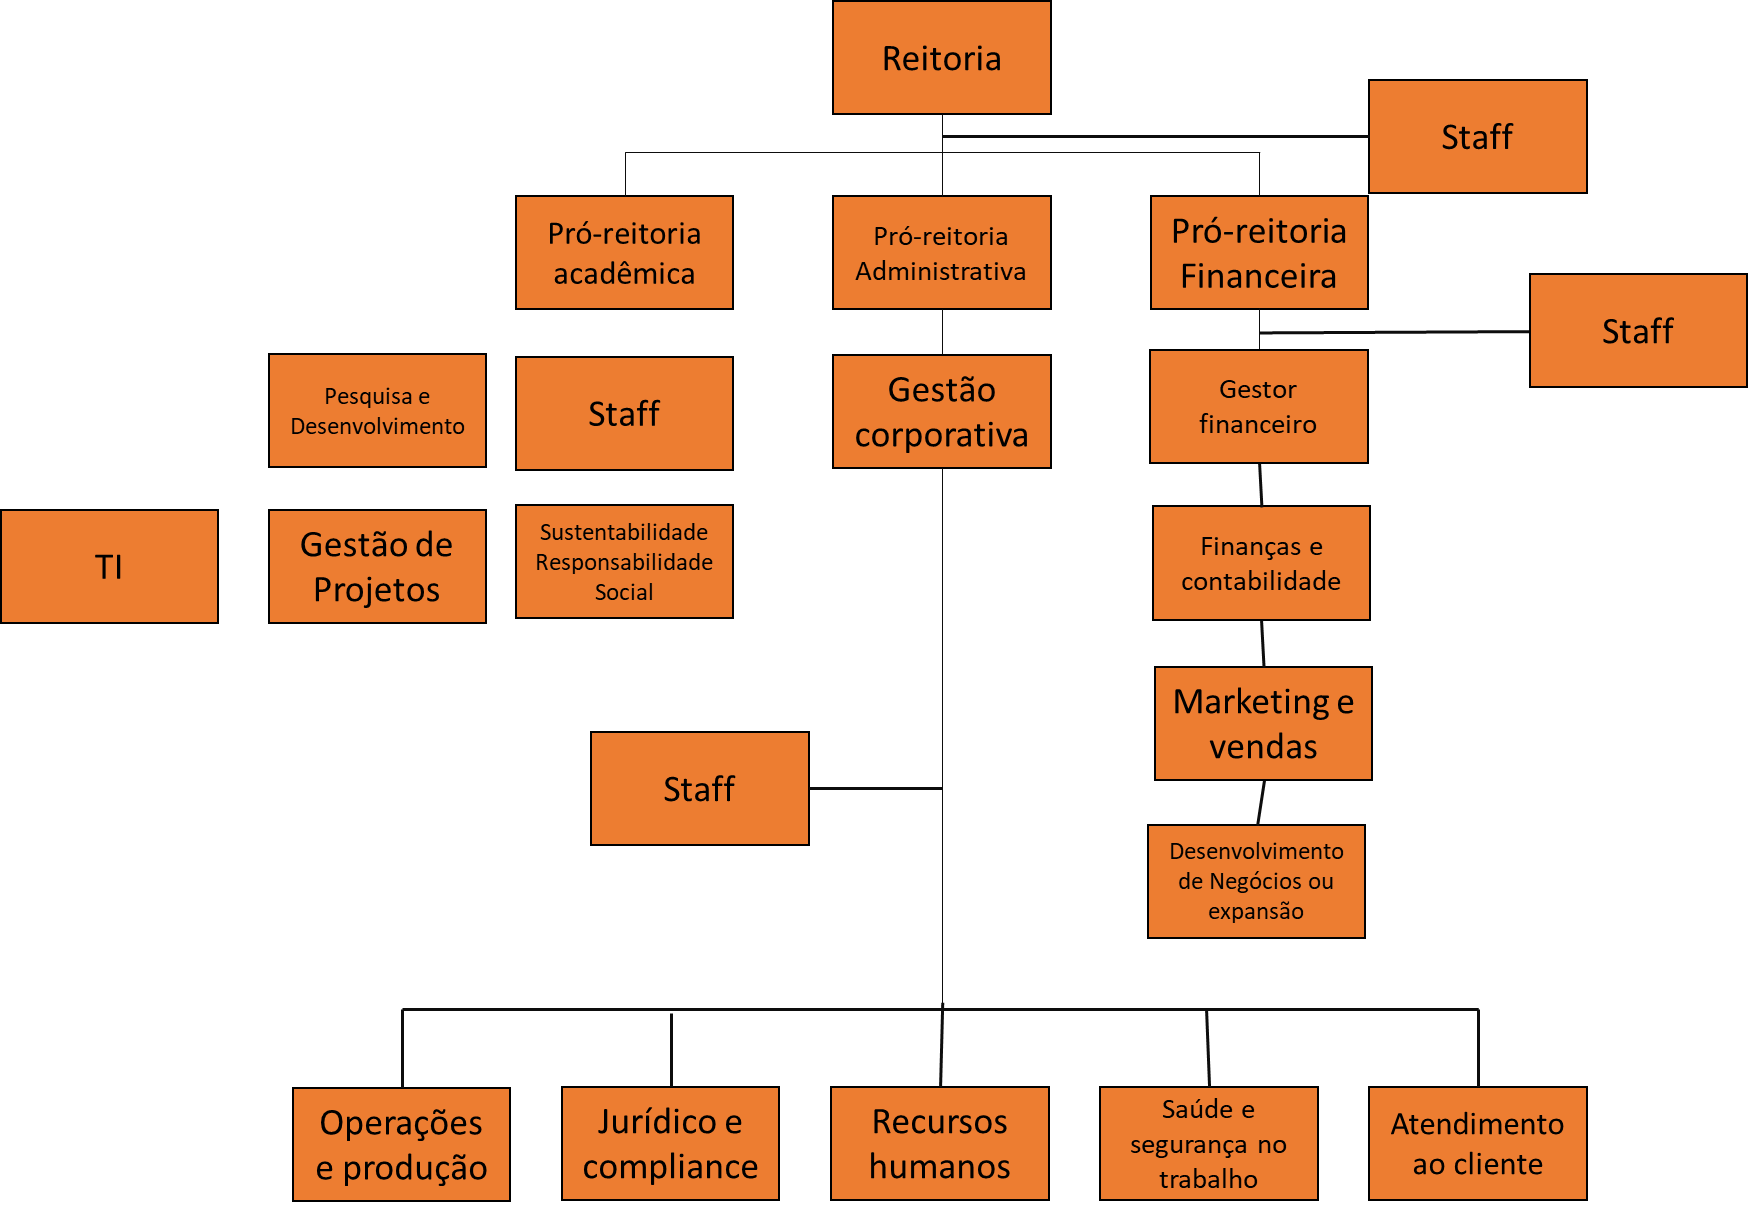 Reitoria
Staff
Pró-reitoria
acadêmica
Pró-reitoria
Administrativa
Pró-reitoria
Financeira
Staff
Pesquisa e
Desenvolvimento
Staff
Gestão
corporativa
Gestor
financeiro
TI
Gestão de
Projetos
Sustentabilidade
Responsabilidade
Social
Finanças e
contabilidade
Marketing e
vendas
Staff
Desenvolvimento
de Negócios ou
expansão
Operações
e produção
Jurídico e
compliance
Recursos
humanos
Saúde e
segurança no
trabalho
Atendimento
ao cliente